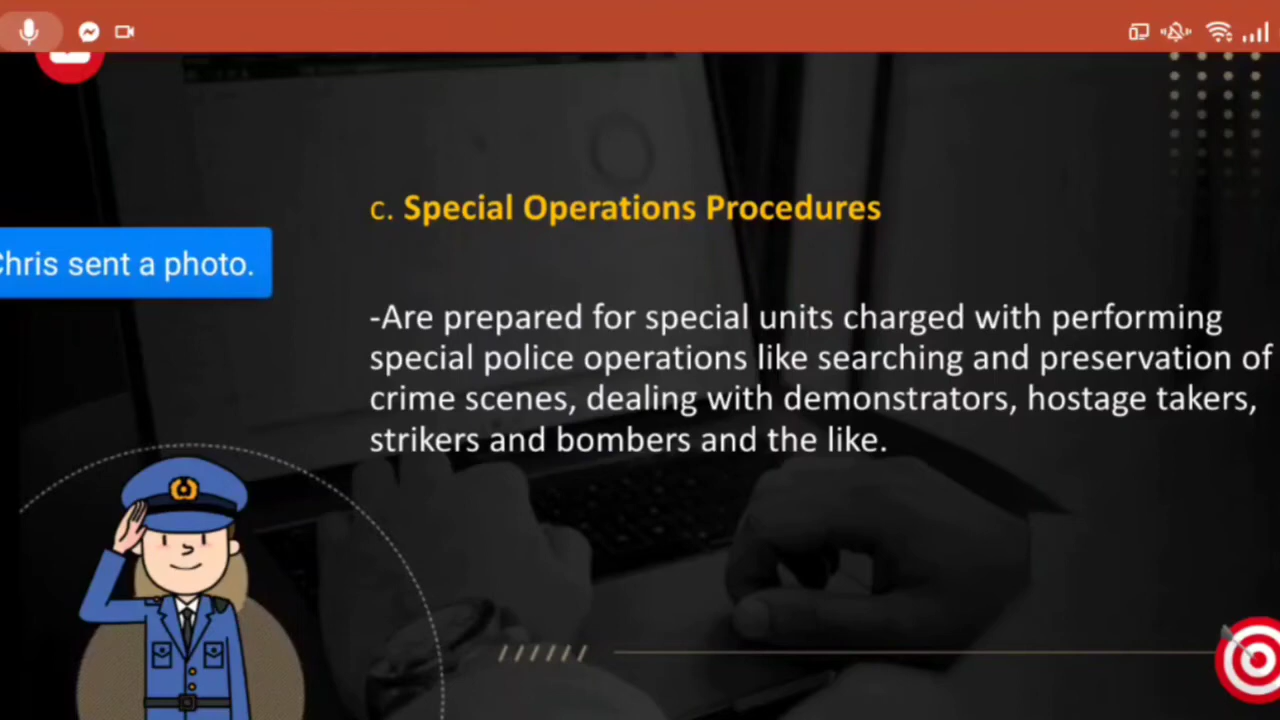 c. Special Operations Procedures
Chris sent a photo.
-Are prepared for special units charged with performing
special police operations like searching and preservation of
crime scenes, dealing with demonstrators, hostage takers,
strikers and bombers and the like.